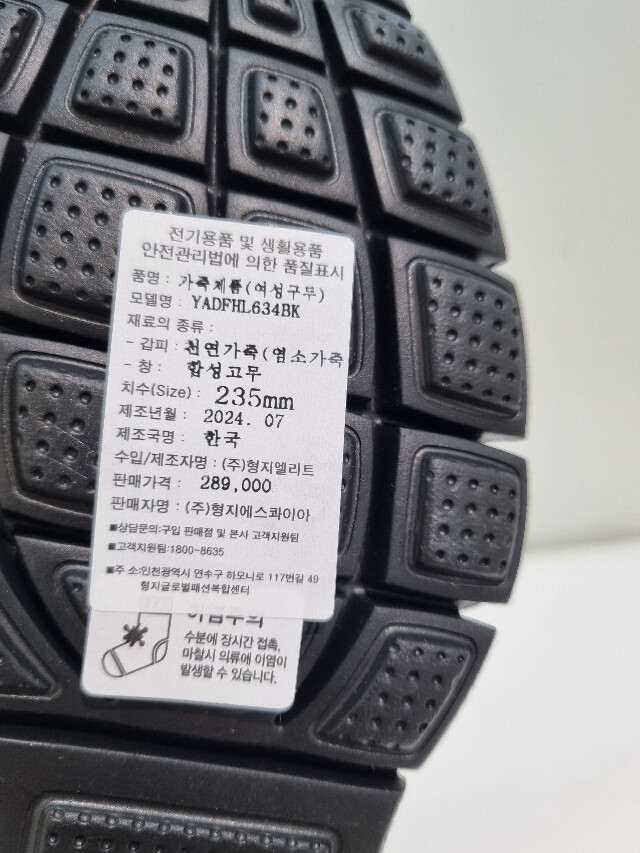 전기용품 및 생활용품
안전관리법에 의한 품질표시
품명 : 가죽제품(여성구두)
모델명 : YADFHL634BK
재료의 종류 :
- 갑피 : 천연가죽(염소가죽
- 창 : 합성고무
치수(Size) : 235mm
제조년월 : 2024. 07
제조국명 : 한국
수입/제조자명 : (주)형지엘리트
판매가격 : 289,000
판매자명 : (주)형지에스콰이아
■상담문의:구입 판매점 및 본사 고객지원팀
■고객지원팀:1800-8635
■주 소:인천광역시 연수구 하모니로 117번길 49
형지글로벌패션복합센터
이염주의
수분에 장시간 접촉,
마찰시 의류에 이염이
발생할 수 있습니다.